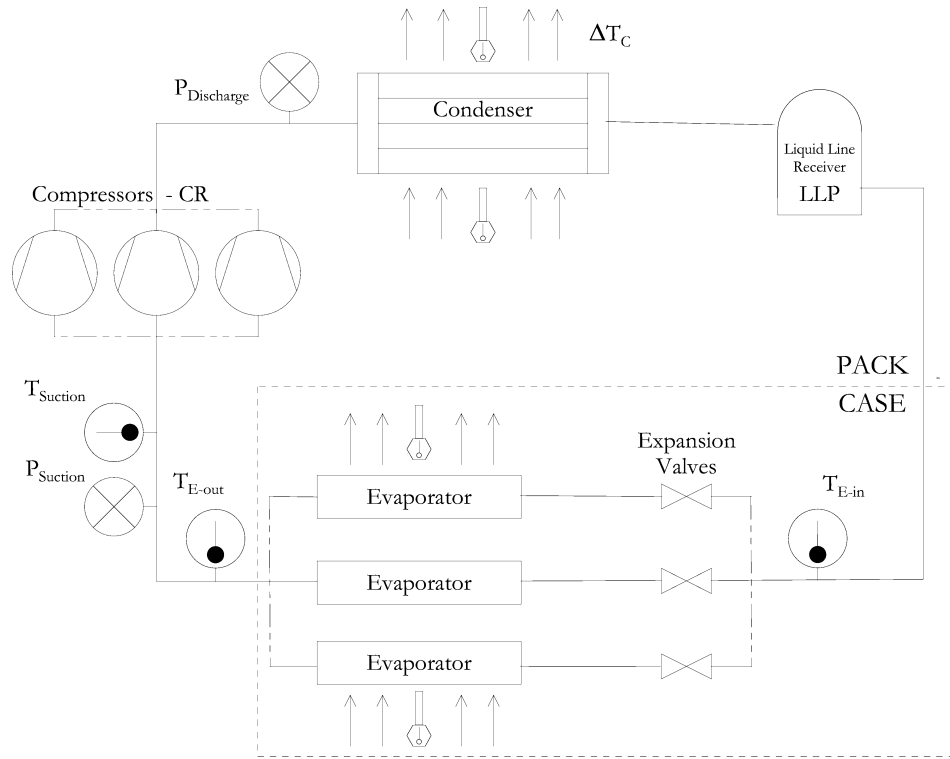 ΔT_C
P_Discharge
Condenser
Liquid Line
Receiver
LLP
Compressors - CR
PACK
CASE
T_Suction
P_Suction
T_E-out
Expansion
Valves
T_E-in
Evaporator
Evaporator
Evaporator